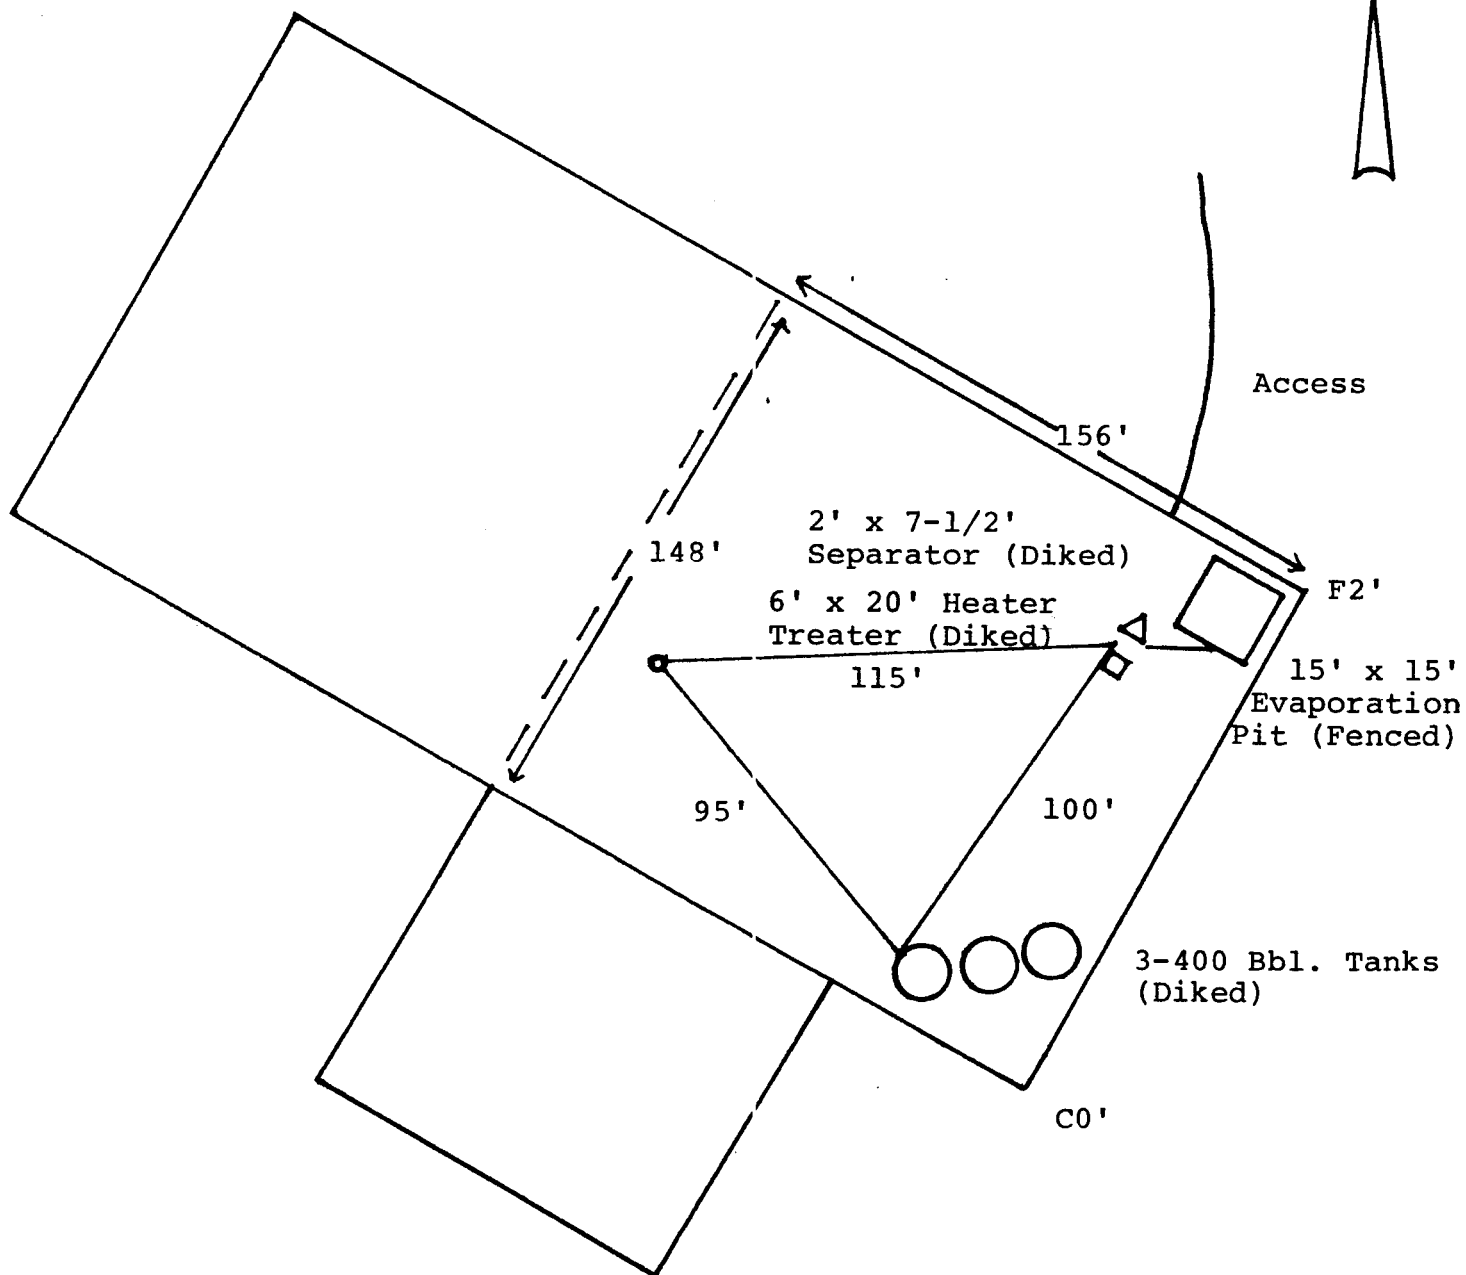 Access
156'
2' x 7-1/2'
Separator (Diked)
148'
6' x 20' Heater
Treater (Diked)
F2'
115'
15' x 15'
Evaporation
Pit (Fenced)
95'
100'
3-400 Bbl. Tanks
(Diked)
C0'